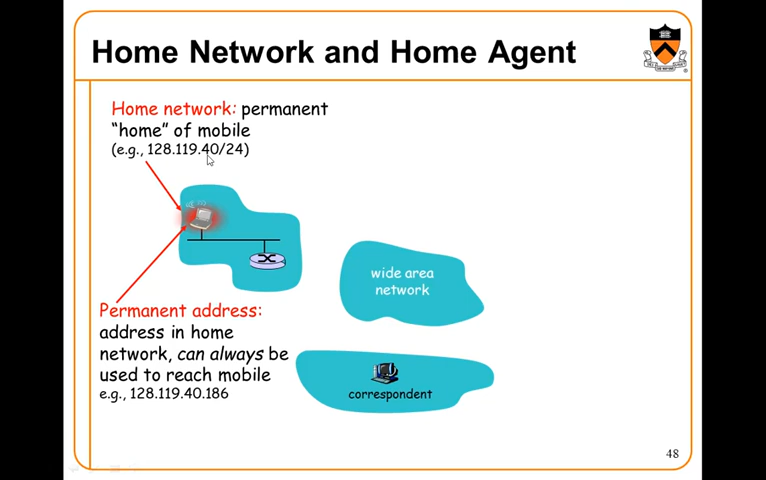 Home Network and Home Agent
Home network: permanent
“home” of mobile
(e.g., 128.119.40/24)
wide area
network
Permanent address:
address in home
network, can always be
used to reach mobile
e.g., 128.119.40.186
correspondent
48